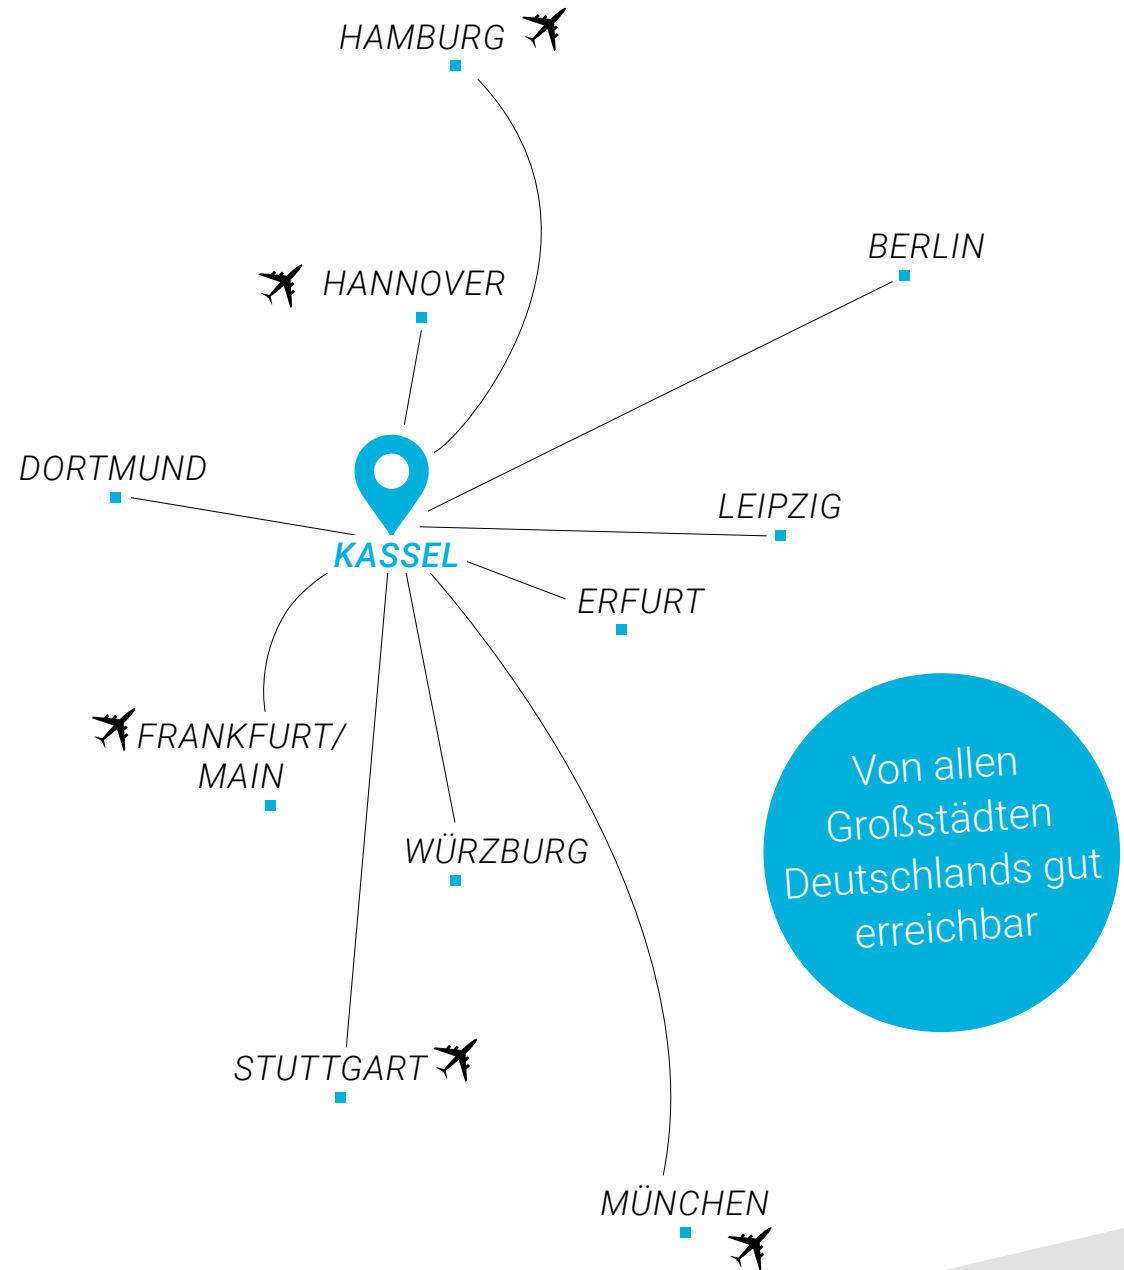 HAMBURG
BERLIN
HANNOVER
DORTMUND
LEIPZIG
KASSEL
ERFURT
FRANKFURT/
MAIN
Von allen
Großstädten
Deutschlands gut
erreichbar
WÜRZBURG
STUTTGART
MÜNCHEN